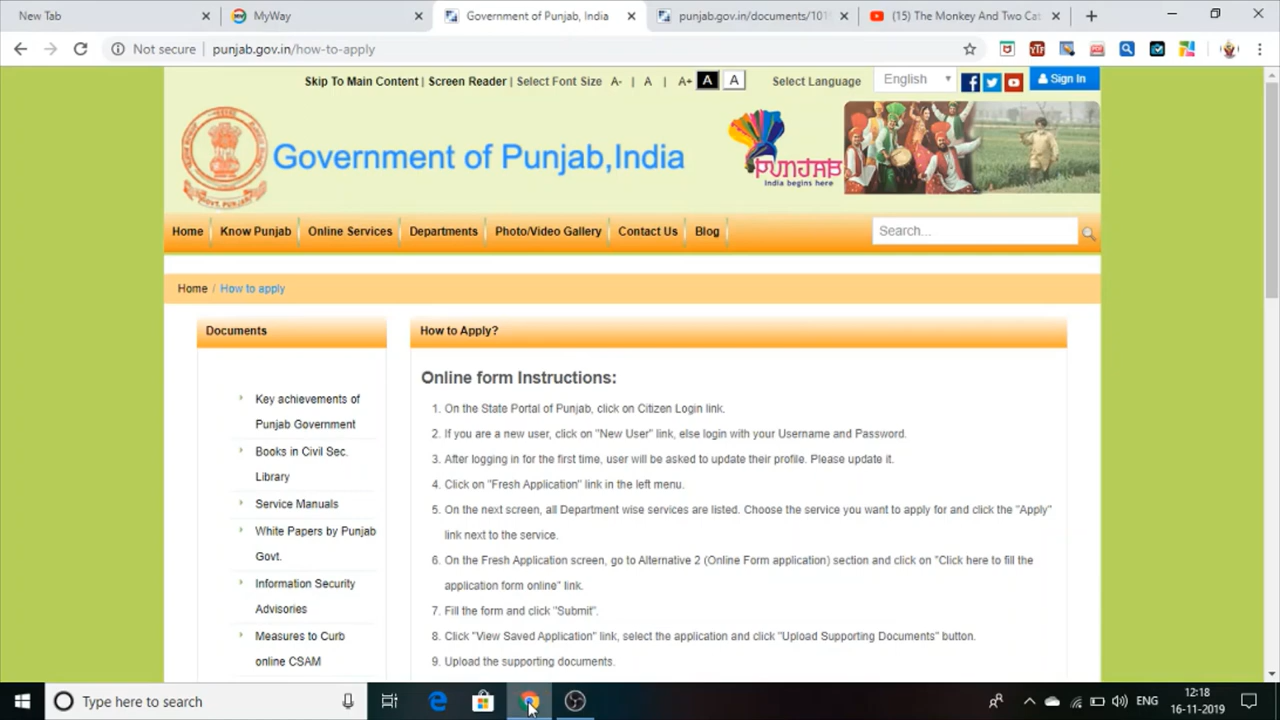 New Tab
MyWay
Government of Punjab, India
punjab.gov.in/documents/101
(15) The Monkey And Two Cat
Not secure punjab.gov.in/how-to-apply
Skip To Main Content | Screen Reader | Select Font Size A- | A | A+ A A Select Language English Sign In
Government of Punjab,India
PUNJAB
India begins here
Home Know Punjab Online Services Departments Photo/Video Gallery Contact Us Blog Search...
Home / How to apply
Documents
Key achievements of
Punjab Government
Books in Civil Sec.
Library
Service Manuals
White Papers by Punjab
Govt.
Information Security
Advisories
Measures to Curb
online CSAM
How to Apply?
Online form Instructions:
1. On the State Portal of Punjab, click on Citizen Login link.
2. If you are a new user, click on "New User" link, else login with your Username and Password.
3. After logging in for the first time, user will be asked to update their profile. Please update it.
4. Click on "Fresh Application" link in the left menu.
5. On the next screen, all Department wise services are listed. Choose the service you want to apply for and click the "Apply"
link next to the service.
6. On the Fresh Application screen, go to Alternative 2 (Online Form application) section and click on "Click here to fill the
application form online" link.
7. Fill the form and click "Submit".
8. Click "View Saved Application" link, select the application and click "Upload Supporting Documents" button.
9. Upload the supporting documents.
Type here to search
ENG
12:18
16-11-2019